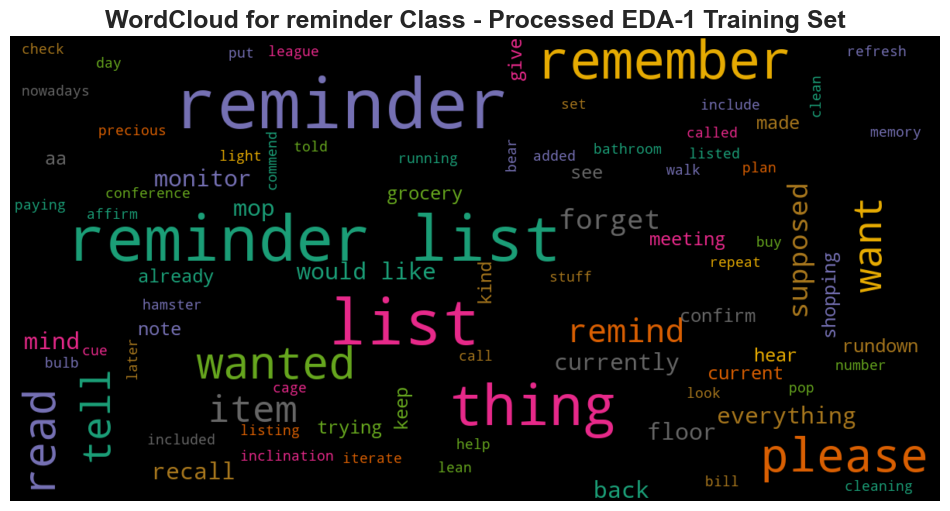 WordCloud for reminder Class - Processed EDA-1 Training Set
check
day
put
league
give
remember
refresh
nowadays
reminder
set
include
clean
precious
called
made
memory
aa
light
commend
told
running
bear
added
bathroom
listed
monitor
see
walk
plan
conference
grocery
paying
affirm
mop
forget
supposed
want
reminder list
meeting
buy
already
would like
kind
stuff
repeat
shopping
hamster
note
list
remind
confirm
mind
cue
later
wanted
call
currently
hear
rundown
bulb
current
number
cage
keep
thing
look
pop
read
tell
item
everything
included
listing
trying
floor
help
inclination
iterate
lean
please
recall
back
bill
cleaning